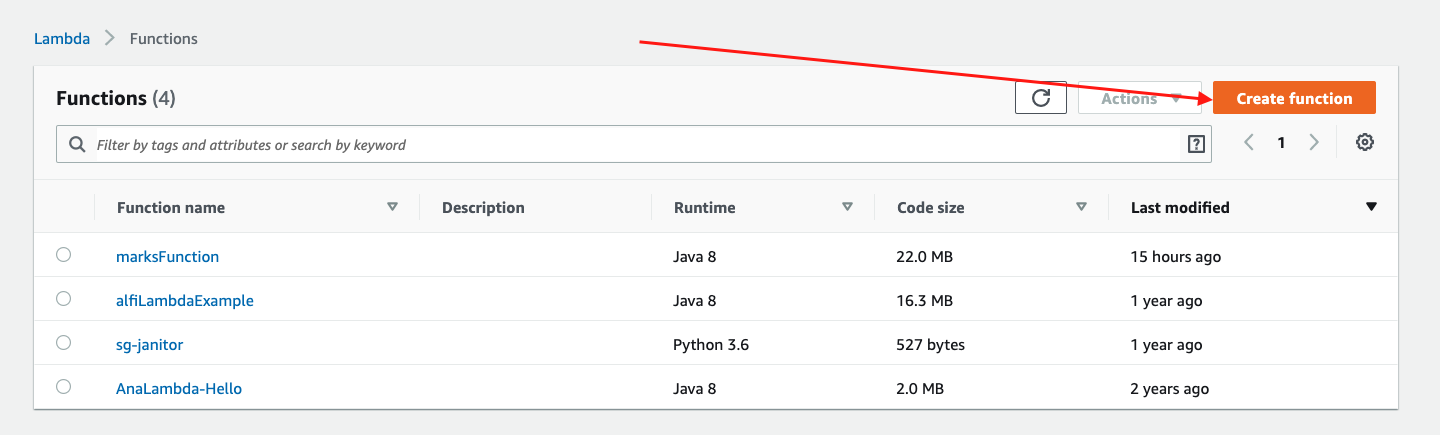 Lambda > Functions
Functions (4) Actions Create function
Filter by tags and attributes or search by keyword ? 1
Function name Description Runtime Code size Last modified
marksFunction Java 8 22.0 MB 15 hours ago
alfiLambdaExample Java 8 16.3 MB 1 year ago
sg-janitor Python 3.6 527 bytes 1 year ago
AnaLambda-Hello Java 8 2.0 MB 2 years ago